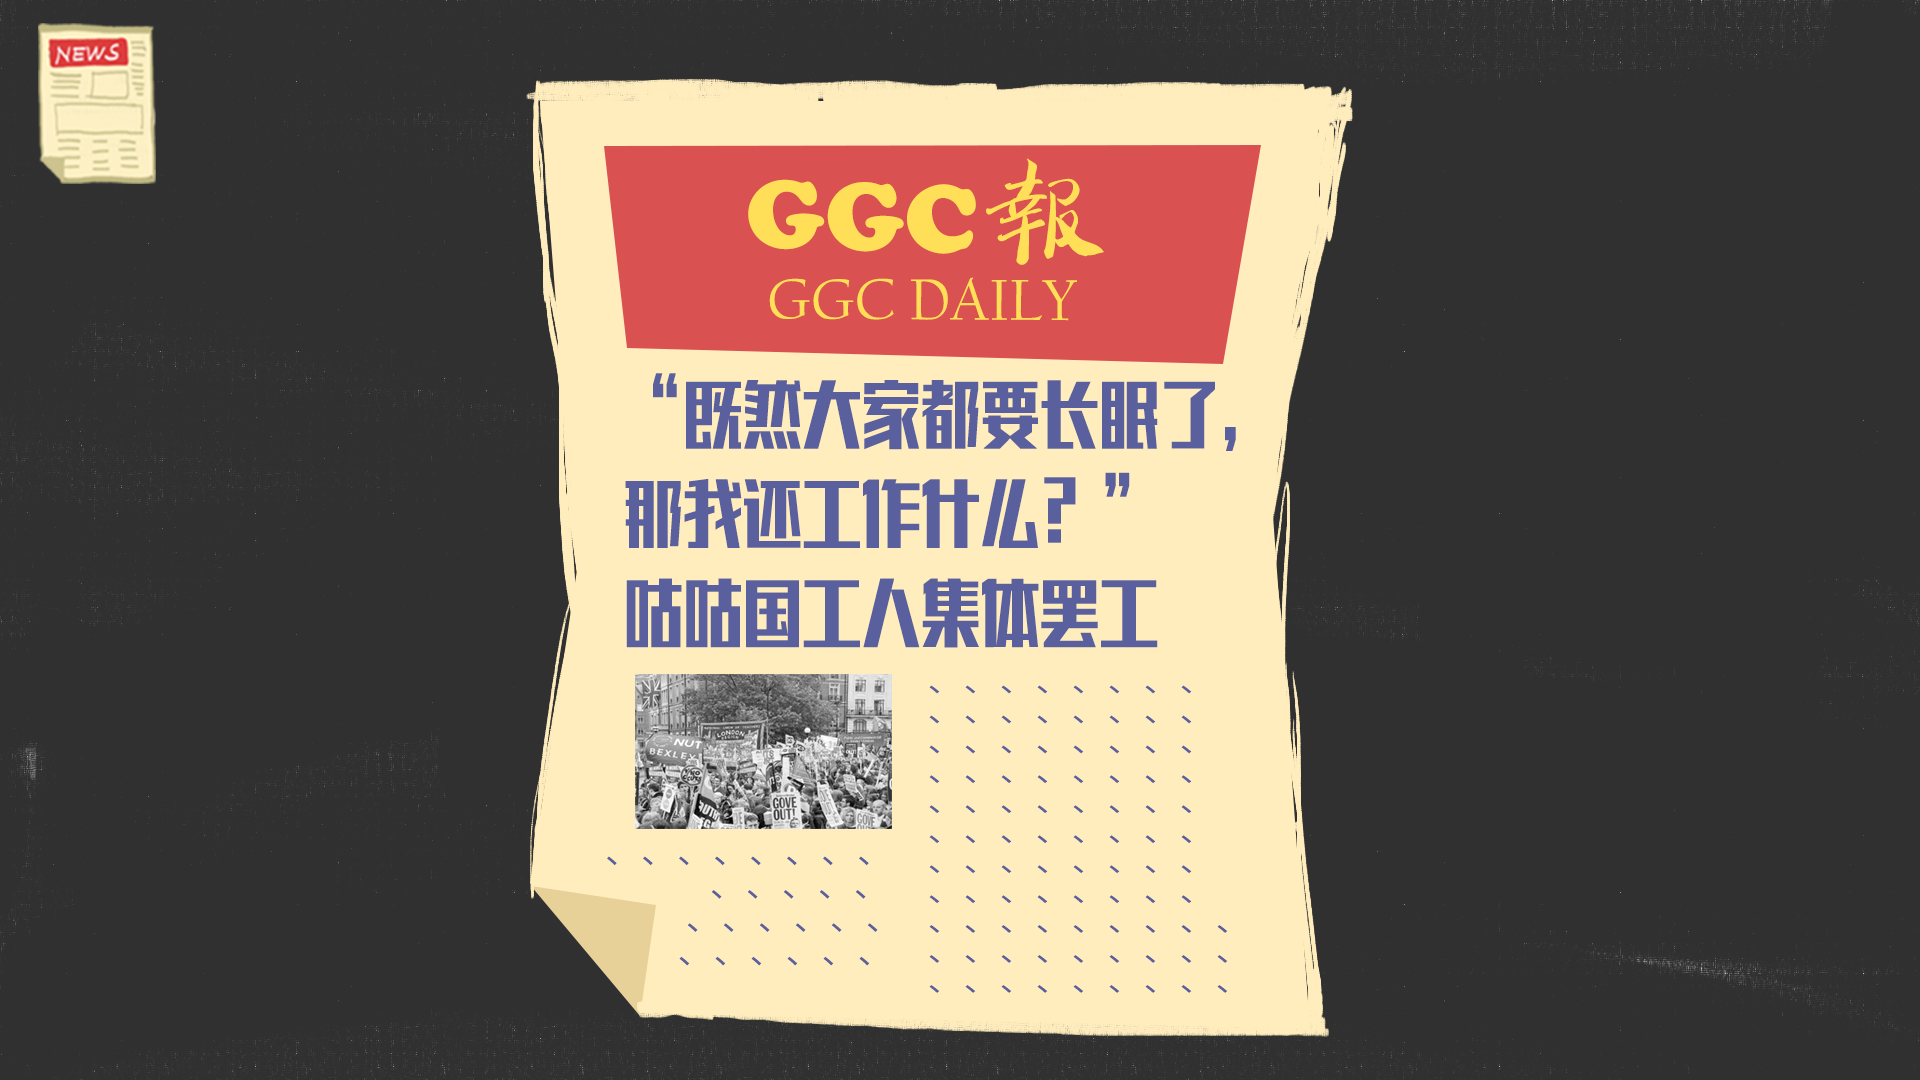 NEWS
GGC報
GGC DAILY
“既然大家都要长眠了，
那我还工作什么？”
咕咕国工人集体罢工
LONDON
NUT
BEXLEY
GOVE
OUT!
GOVE